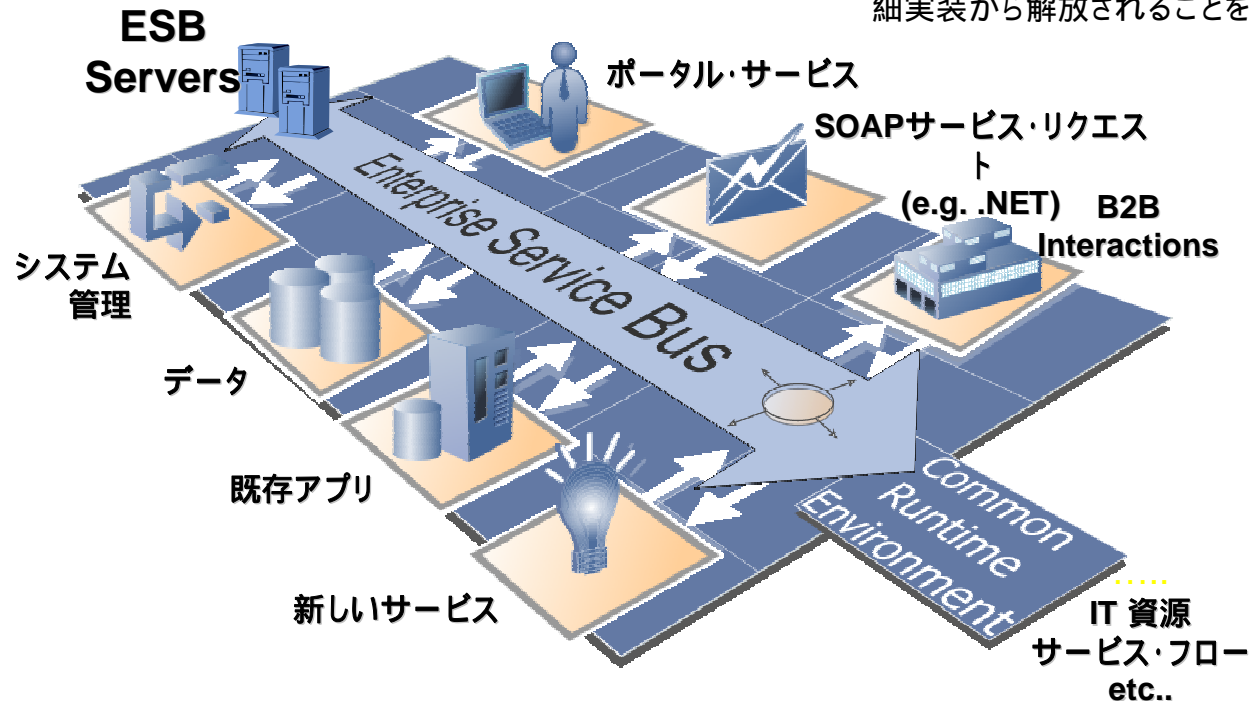 細実装から解放されることを
ESB
Servers
ポータル・サービス
SOAPサービス・リクエス
ト
(e.g. .NET)
B2B
Interactions
Enterprise Service Bus
システム
管理
データ
既存アプリ
新しいサービス
Common
Runtime
Environment
.....
IT 資源
サービス・フロー
etc..